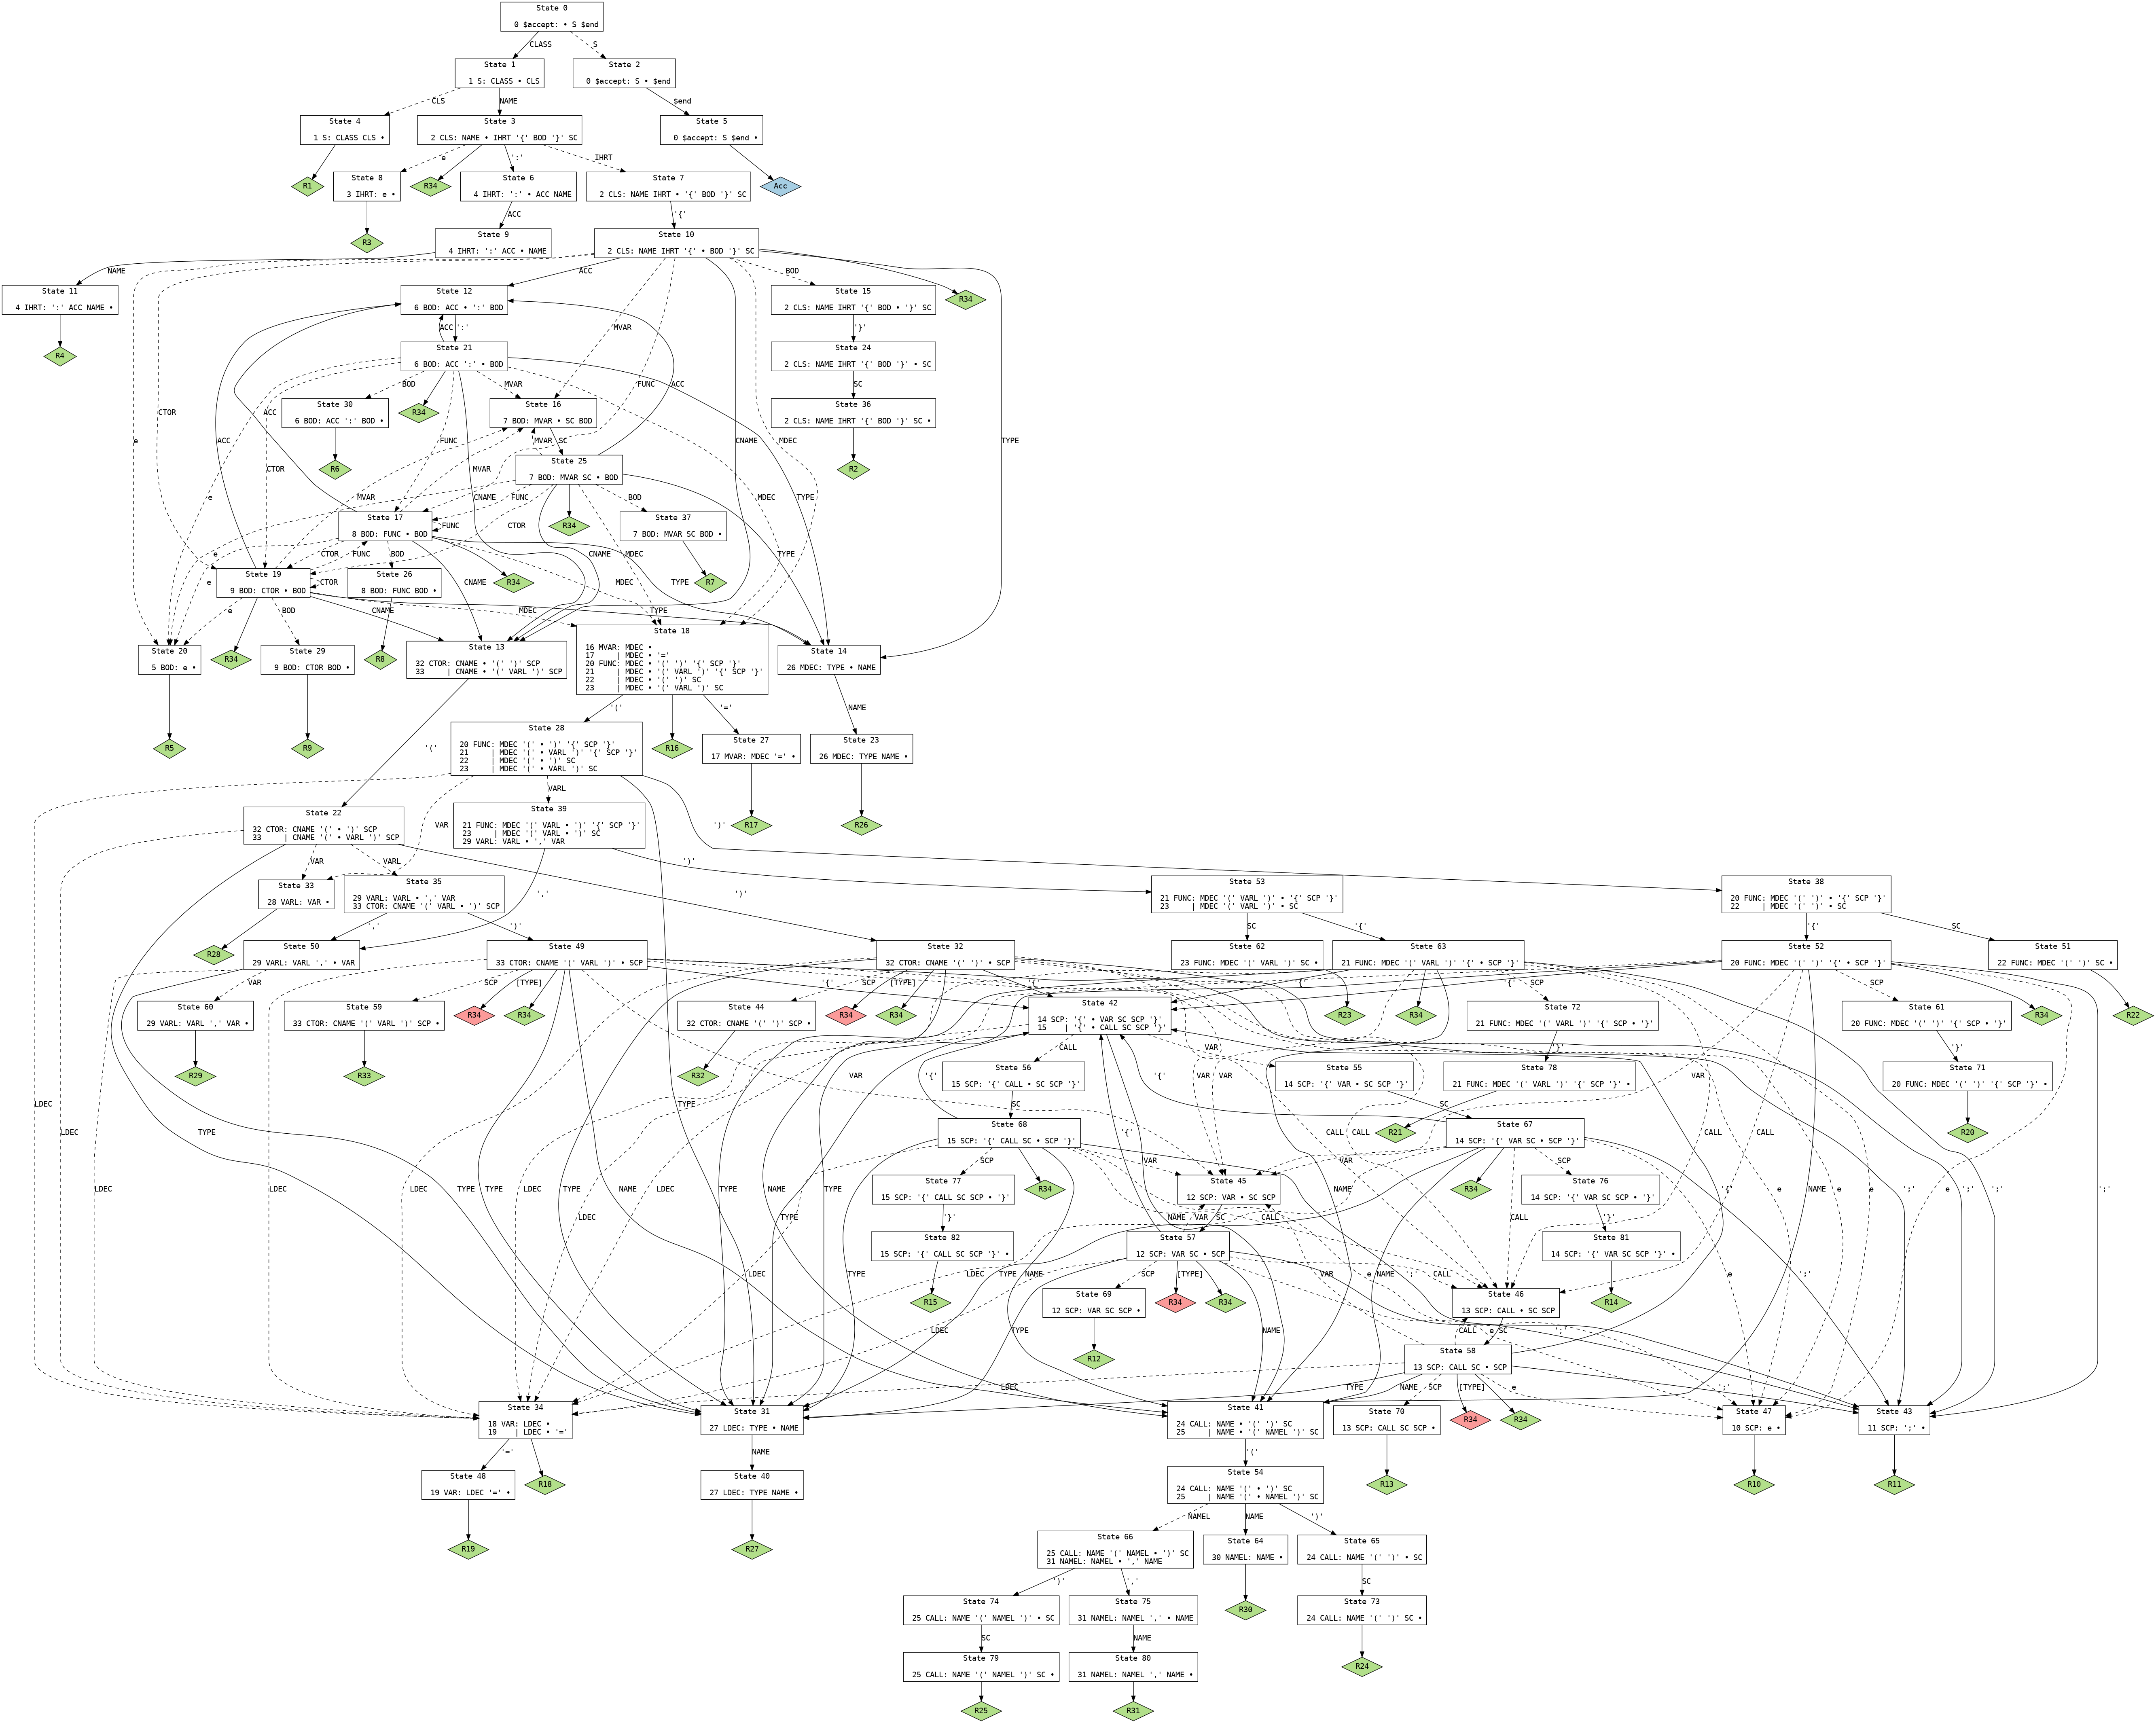 State 0
0 $accept: • S $end
CLASS
S
State 1
1 S: CLASS • CLS
State 2
0 $accept: S • $end
CLS
NAME
$end
State 4
1 S: CLASS CLS •
State 3
2 CLS: NAME • IHRT '{' BOD '}' SC
State 5
0 $accept: S $end •
e
':'
IHRT
R1
State 8
3 IHRT: e •
R34
State 6
4 IHRT: ':' • ACC NAME
State 7
2 CLS: NAME IHRT • '{' BOD '}' SC
Acc
ACC
'{'
R3
State 9
4 IHRT: ':' ACC • NAME
State 10
2 CLS: NAME IHRT '{' • BOD '}' SC
NAME
ACC
BOD
State 11
4 IHRT: ':' ACC NAME •
State 12
6 BOD: ACC • ':' BOD
State 15
2 CLS: NAME IHRT '{' BOD • '}' SC
R34
ACC
':'
MVAR
'}'
R4
State 21
6 BOD: ACC ':' • BOD
State 24
2 CLS: NAME IHRT '{' BOD '}' • SC
BOD
MVAR
FUNC
ACC
SC
CTOR
ACC
State 30
6 BOD: ACC ':' BOD •
R34
State 16
7 BOD: MVAR • SC BOD
State 36
2 CLS: NAME IHRT '{' BOD '}' SC •
e
ACC
FUNC
MVAR
SC
CNAME
MDEC
TYPE
R6
CTOR
MVAR
State 25
7 BOD: MVAR SC • BOD
R2
e
MVAR
CNAME
FUNC
BOD
MDEC
TYPE
State 17
8 BOD: FUNC • BOD
FUNC
CTOR
R34
State 37
7 BOD: MVAR SC BOD •
e
CTOR
FUNC
BOD
CNAME
MDEC
TYPE
State 19
9 BOD: CTOR • BOD
CTOR
State 26
8 BOD: FUNC BOD •
CNAME
R34
MDEC
TYPE
R7
e
e
BOD
CNAME
MDEC
TYPE
State 20
5 BOD: e •
R34
State 29
9 BOD: CTOR BOD •
R8
State 13
32 CTOR: CNAME • '(' ')' SCP
33 | CNAME • '(' VARL ')' SCP
State 18
16 MVAR: MDEC •
17 | MDEC • '='
20 FUNC: MDEC • '(' ')' '{' SCP '}'
21 | MDEC • '(' VARL ')' '{' SCP '}'
22 | MDEC • '(' ')' SC
23 | MDEC • '(' VARL ')' SC
State 14
26 MDEC: TYPE • NAME
'('
'='
NAME
R5
R9
'('
State 28
20 FUNC: MDEC '(' • ')' '{' SCP '}'
21 | MDEC '(' • VARL ')' '{' SCP '}'
22 | MDEC '(' • ')' SC
23 | MDEC '(' • VARL ')' SC
R16
State 27
17 MVAR: MDEC '=' •
State 23
26 MDEC: TYPE NAME •
VARL
State 22
32 CTOR: CNAME '(' • ')' SCP
33 | CNAME '(' • VARL ')' SCP
VAR
State 39
21 FUNC: MDEC '(' VARL • ')' '{' SCP '}'
23 | MDEC '(' VARL • ')' SC
29 VARL: VARL • ',' VAR
')'
R17
R26
VAR
VARL
')'
State 33
28 VARL: VAR •
State 35
29 VARL: VARL • ',' VAR
33 CTOR: CNAME '(' VARL • ')' SCP
','
')'
State 53
21 FUNC: MDEC '(' VARL ')' • '{' SCP '}'
23 | MDEC '(' VARL ')' • SC
State 38
20 FUNC: MDEC '(' ')' • '{' SCP '}'
22 | MDEC '(' ')' • SC
','
')'
SC
'{'
'{'
SC
R28
State 50
29 VARL: VARL ',' • VAR
State 49
33 CTOR: CNAME '(' VARL ')' • SCP
State 32
32 CTOR: CNAME '(' ')' • SCP
State 62
23 FUNC: MDEC '(' VARL ')' SC •
State 63
21 FUNC: MDEC '(' VARL ')' '{' • SCP '}'
State 52
20 FUNC: MDEC '(' ')' '{' • SCP '}'
State 51
22 FUNC: MDEC '(' ')' SC •
VAR
SCP
[TYPE]
'{'
SCP
[TYPE]
'{'
'{'
SCP
'{'
SCP
State 60
29 VARL: VARL ',' VAR •
State 59
33 CTOR: CNAME '(' VARL ')' SCP •
R34
R34
State 44
32 CTOR: CNAME '(' ')' SCP •
R34
R34
State 42
14 SCP: '{' • VAR SC SCP '}'
15 | '{' • CALL SC SCP '}'
R23
R34
State 72
21 FUNC: MDEC '(' VARL ')' '{' SCP • '}'
State 61
20 FUNC: MDEC '(' ')' '{' SCP • '}'
R34
R22
CALL
VAR
'}'
'}'
R29
R33
VAR
R32
'{'
State 56
15 SCP: '{' CALL • SC SCP '}'
'{'
VAR
VAR
State 55
14 SCP: '{' VAR • SC SCP '}'
State 78
21 FUNC: MDEC '(' VARL ')' '{' SCP '}' •
VAR
State 71
20 FUNC: MDEC '(' ')' '{' SCP '}' •
LDEC
LDEC
TYPE
TYPE
SC
SC
State 68
15 SCP: '{' CALL SC • SCP '}'
'{'
CALL
CALL
R21
State 67
14 SCP: '{' VAR SC • SCP '}'
CALL
CALL
R20
SCP
VAR
VAR
SCP
LDEC
TYPE
LDEC
TYPE
LDEC
TYPE
LDEC
NAME
TYPE
NAME
LDEC
TYPE
State 77
15 SCP: '{' CALL SC SCP • '}'
R34
State 45
12 SCP: VAR • SC SCP
NAME
R34
State 76
14 SCP: '{' VAR SC SCP • '}'
'{'
NAME
e
';'
e
e
';'
';'
';'
LDEC
TYPE
'}'
NAME
VAR
SC
CALL
CALL
'}'
State 82
15 SCP: '{' CALL SC SCP '}' •
State 57
12 SCP: VAR SC • SCP
State 81
14 SCP: '{' VAR SC SCP '}' •
LDEC
TYPE
LDEC
TYPE
SCP
[TYPE]
VAR
e
';'
CALL
NAME
e
';'
R15
State 69
12 SCP: VAR SC SCP •
R34
R34
State 46
13 SCP: CALL • SC SCP
R14
LDEC
TYPE
NAME
CALL
SC
e
';'
R12
State 58
13 SCP: CALL SC • SCP
NAME
LDEC
TYPE
NAME
SCP
[TYPE]
e
';'
State 34
18 VAR: LDEC •
19 | LDEC • '='
State 31
27 LDEC: TYPE • NAME
State 41
24 CALL: NAME • '(' ')' SC
25 | NAME • '(' NAMEL ')' SC
State 70
13 SCP: CALL SC SCP •
R34
R34
State 47
10 SCP: e •
State 43
11 SCP: ';' •
'='
NAME
'('
State 48
19 VAR: LDEC '=' •
R18
State 40
27 LDEC: TYPE NAME •
State 54
24 CALL: NAME '(' • ')' SC
25 | NAME '(' • NAMEL ')' SC
R13
R10
R11
NAMEL
NAME
')'
R19
R27
State 66
25 CALL: NAME '(' NAMEL • ')' SC
31 NAMEL: NAMEL • ',' NAME
State 64
30 NAMEL: NAME •
State 65
24 CALL: NAME '(' ')' • SC
')'
','
SC
State 74
25 CALL: NAME '(' NAMEL ')' • SC
State 75
31 NAMEL: NAMEL ',' • NAME
R30
State 73
24 CALL: NAME '(' ')' SC •
SC
NAME
State 79
25 CALL: NAME '(' NAMEL ')' SC •
State 80
31 NAMEL: NAMEL ',' NAME •
R24
R25
R31